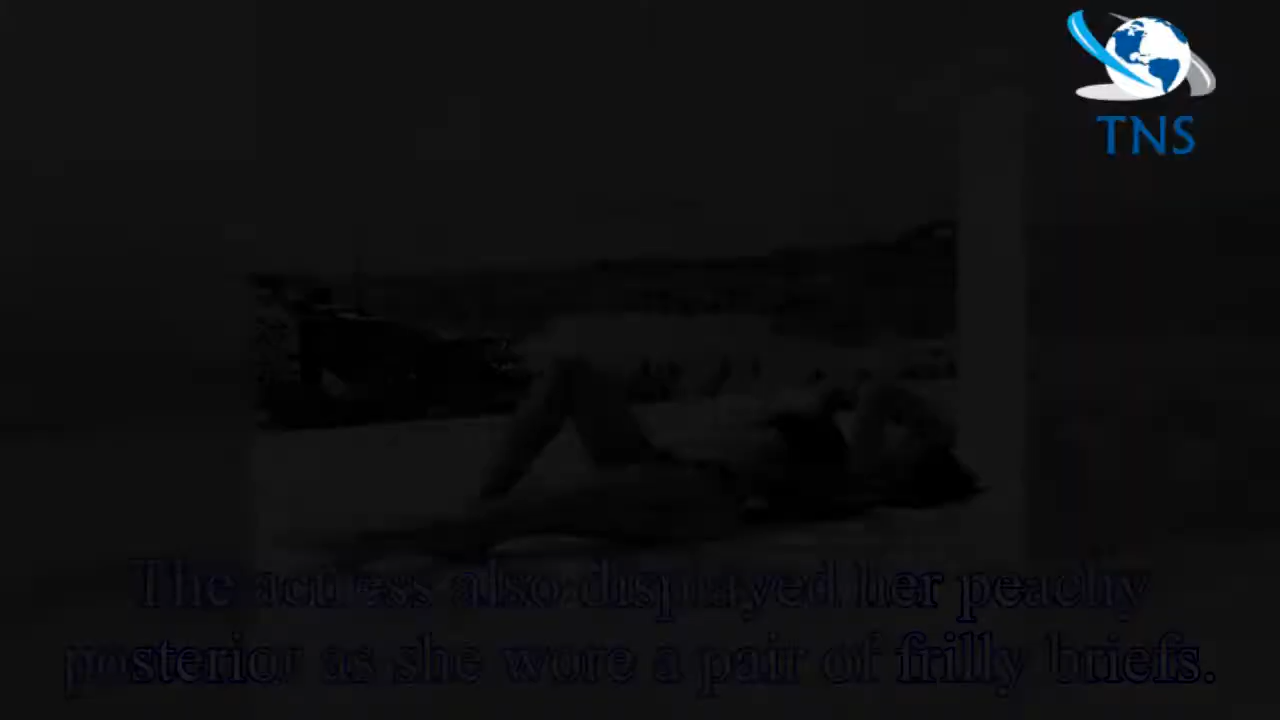 TNS
The actress also displayed her peachy
posterior as she wore a pair of frilly briefs.